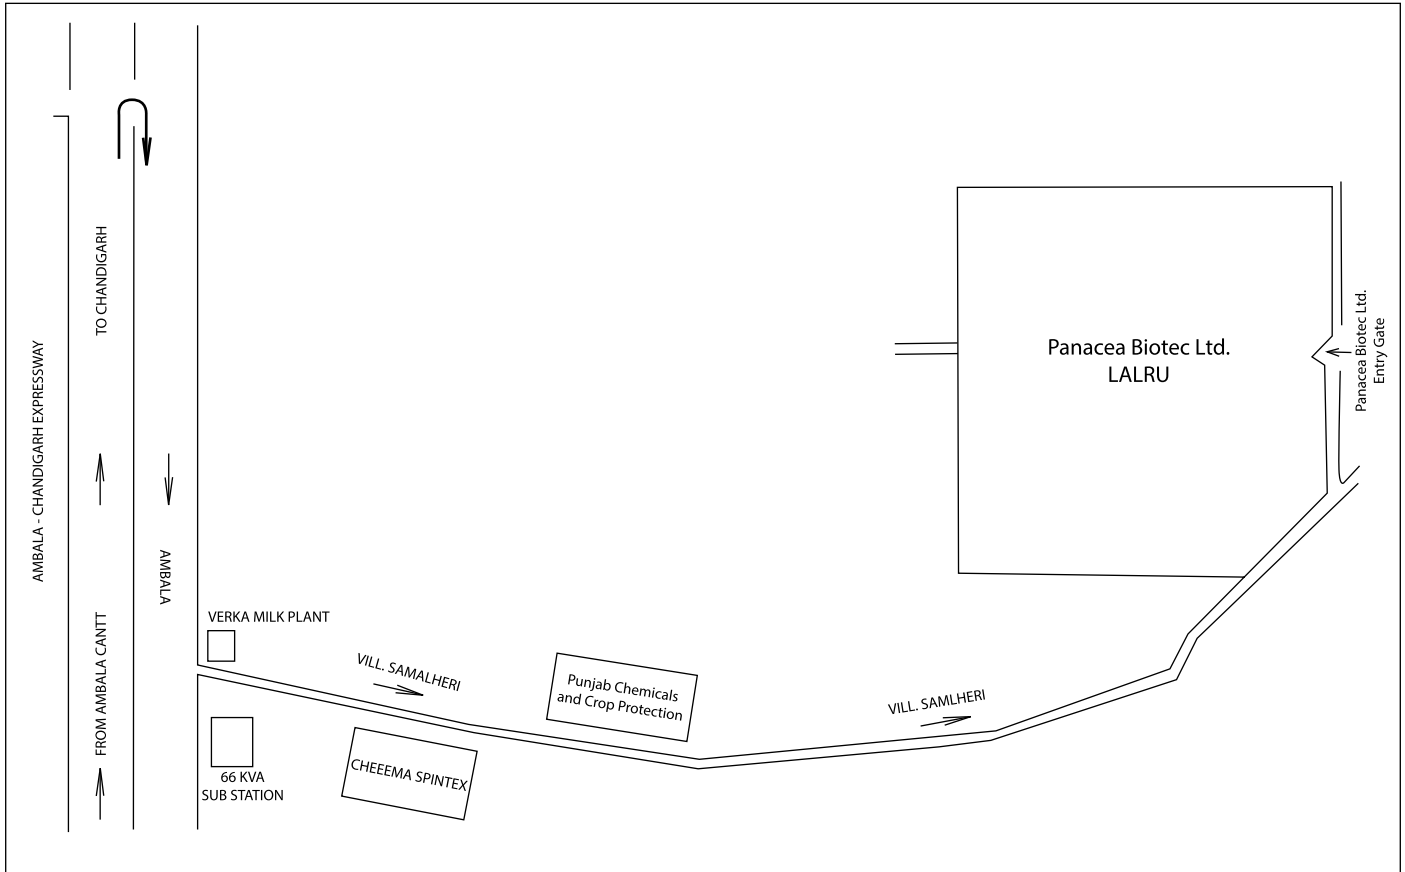 AMBALA - CHANDIGARH EXPRESSWAY
TO CHANDIGARH
FROM AMBALA CANTT
AMBALA
VERKA MILK PLANT
66 KVA
SUB STATION
VILL. SAMALHERI
CHEEEMA SPINTEX
Punjab Chemicals
and Crop Protection
VILL. SAMLHERI
Panacea Biotec Ltd.
LALRU
Panacea Biotec Ltd.
Entry Gate